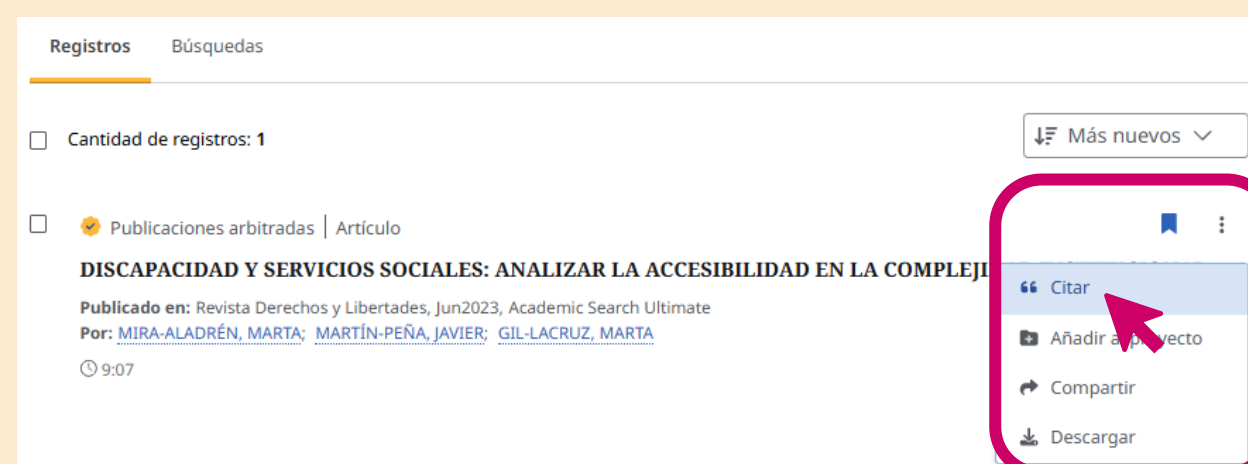 Registros Búsquedas
Cantidad de registros: 1
Más nuevos
Publicaciones arbitradas | Artículo
DISCAPACIDAD Y SERVICIOS SOCIALES: ANALIZAR LA ACCESIBILIDAD EN LA
Publicado en: Revista Derechos y Libertades, Jun2023, Academic Search Ultimate
Por: MIRA-ALADRÉN, MARTA; MARTÍN-PEÑA, JAVIER; GIL-LACRUZ, MARTA
9:07
Citar
Añadir
Compartir
Descargar